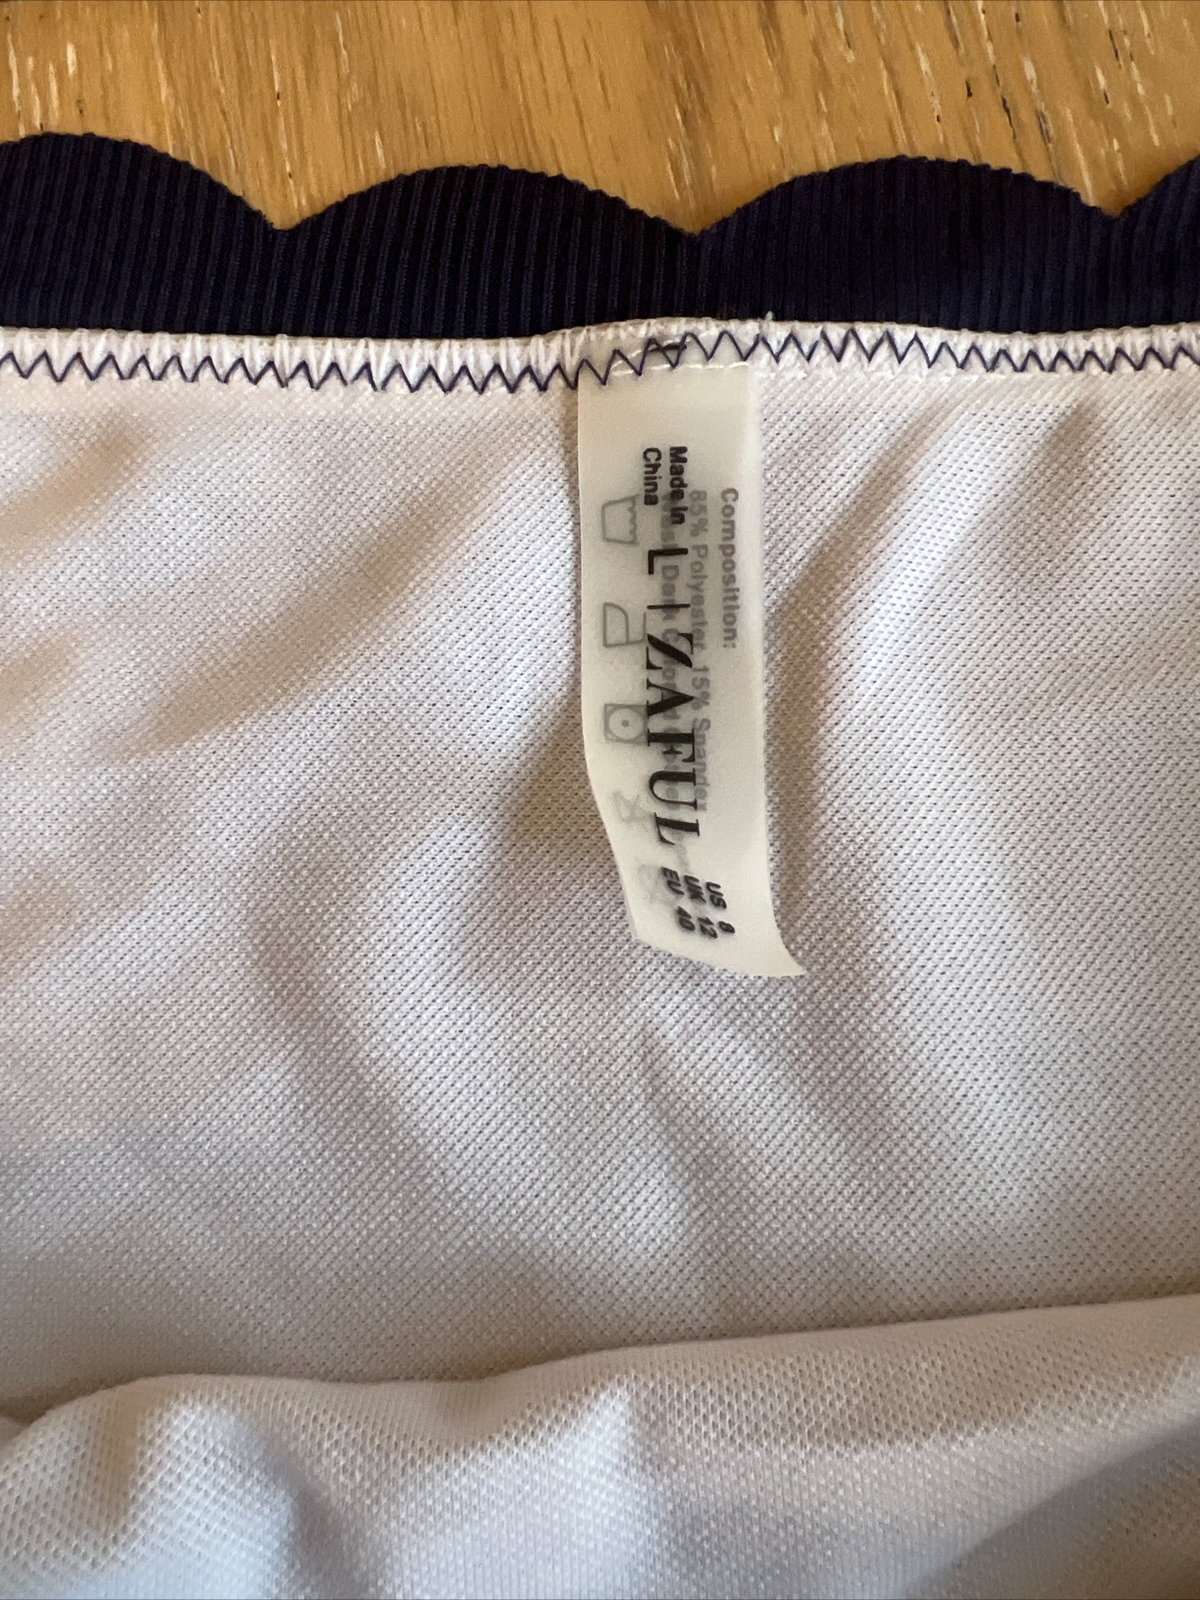 Made In
China
L | ZAFUL
US 8
UK 12
EU 40
Composition:
85% Polyester, 15% Spandex